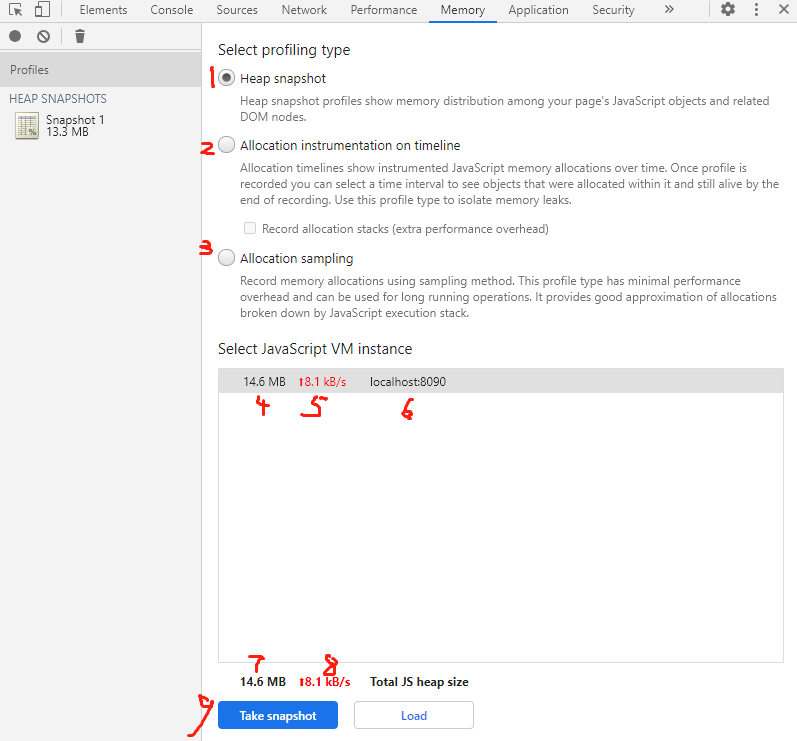 Elements Console Sources Network Performance Memory Application Security »
Profiles
HEAP SNAPSHOTS
Snapshot 1
13.3 MB
Select profiling type
1 Heap snapshot
Heap snapshot profiles show memory distribution among your page's JavaScript objects and related
DOM nodes.
2 Allocation instrumentation on timeline
Allocation timelines show instrumented JavaScript memory allocations over time. Once profile is
recorded you can select a time interval to see objects that were allocated within it and still alive by the
end of recording. Use this profile type to isolate memory leaks.
Record allocation stacks (extra performance overhead)
3 Allocation sampling
Record memory allocations using sampling method. This profile type has minimal performance
overhead and can be used for long running operations. It provides good approximation of allocations
broken down by JavaScript execution stack.
Select JavaScript VM instance
14.6 MB ⬆8.1 kB/s localhost:8090
4 5 6
7 8
14.6 MB ⬆8.1 kB/s Total JS heap size
9 Take snapshot Load